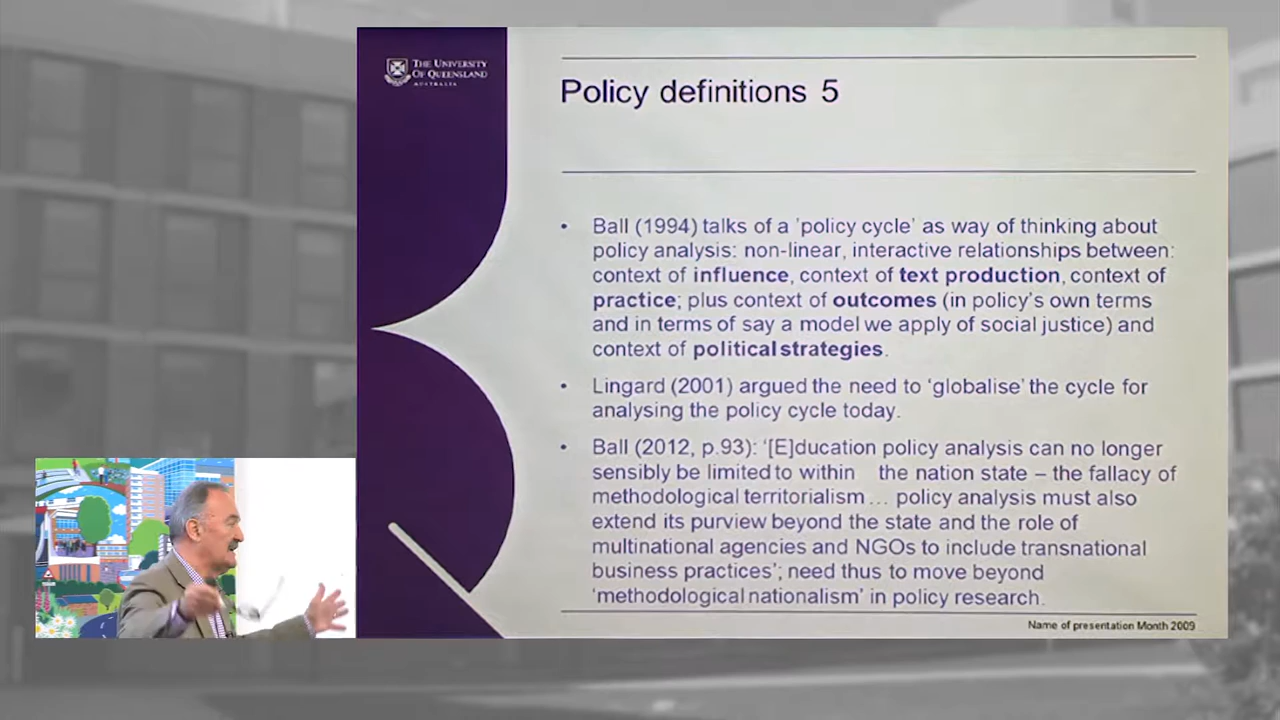 THE UNIVERSITY
OF QUEENSLAND
AUSTRALIA
Policy definitions 5
• Ball (1994) talks of a 'policy cycle' as way of thinking about
policy analysis: non-linear, interactive relationships between:
context of influence, context of text production, context of
practice; plus context of outcomes (in policy's own terms
and in terms of say a model we apply of social justice) and
context of political strategies.
• Lingard (2001) argued the need to 'globalise' the cycle for
analysing the policy cycle today.
• Ball (2012, p.93): '[E]ducation policy analysis can no longer
sensibly be limited to within the nation state – the fallacy of
methodological territorialism … policy analysis must also
extend its purview beyond the state and the role of
multinational agencies and NGOs to include transnational
business practices'; need thus to move beyond
'methodological nationalism' in policy research.
Name of presentation Month 2009